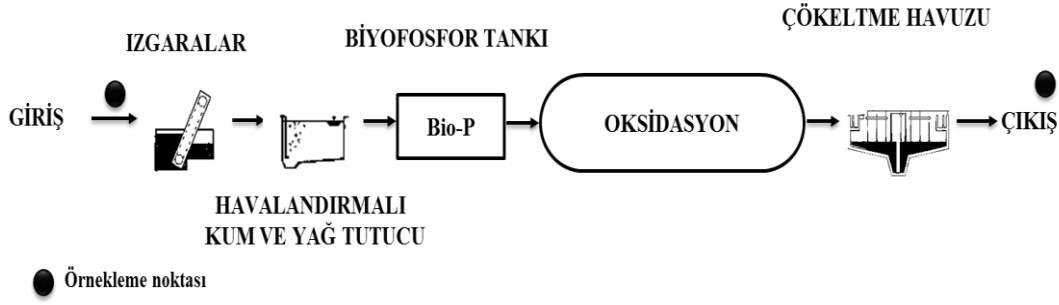 IZGARALAR
BİYOFOSFOR TANKI
ÇÖKELTME HAVUZU
GİRİŞ
Bio-P
OKSİDASYON
ÇIKIŞ
HAVALANDIRMALI
KUM VE YAĞ TUTUCU
Örnekleme noktası